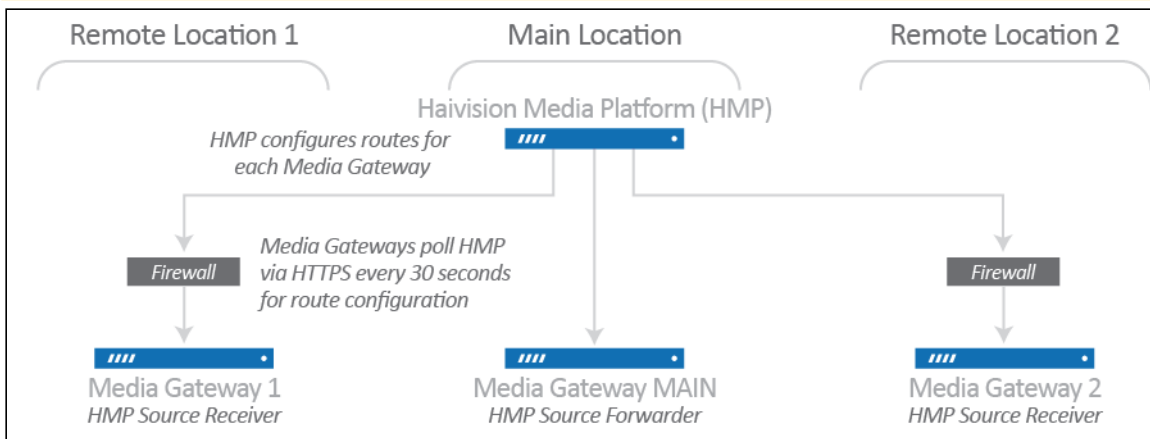 Remote Location 1
Main Location
Remote Location 2
Haivision Media Platform (HMP)
HMP configures routes for
each Media Gateway
Media Gateways poll HMP
via HTTPS every 30 seconds
for route configuration
Firewall
Firewall
Media Gateway 1
HMP Source Receiver
Media Gateway MAIN
HMP Source Forwarder
Media Gateway 2
HMP Source Receiver